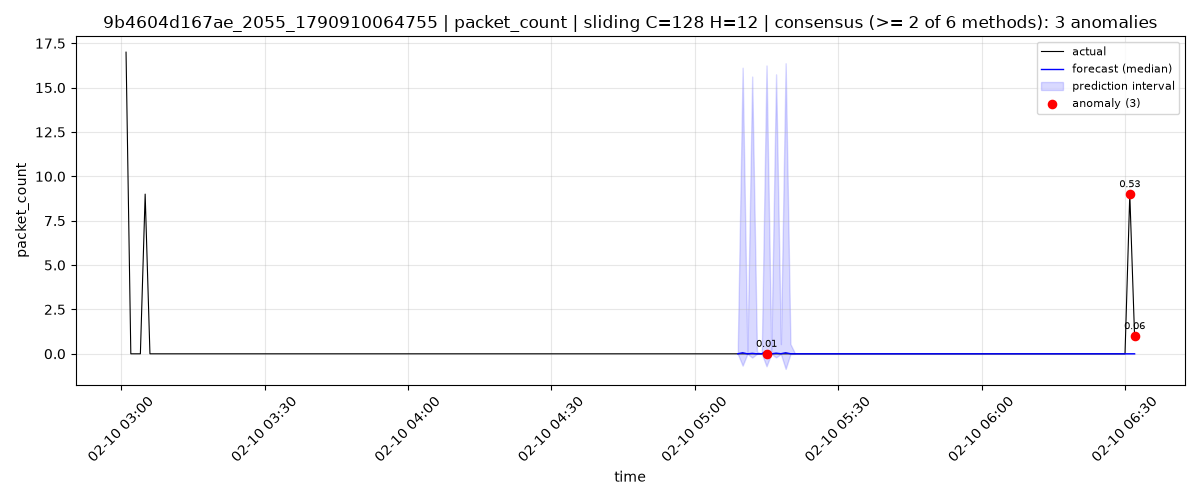 9b4604d167ae_2055_1790910064755 | packet_count | sliding C=128 H=12 | consensus (>= 2 of 6 methods): 3 anomalies
17.5
15.0
12.5
10.0
7.5
5.0
2.5
0.0
packet_count
actual
forecast (median)
prediction interval
anomaly (3)
0.01
0.53
0.06
02-10 03:00
02-10 03:30
02-10 04:00
02-10 04:30
02-10 05:00
02-10 05:30
02-10 06:00
02-10 06:30
time